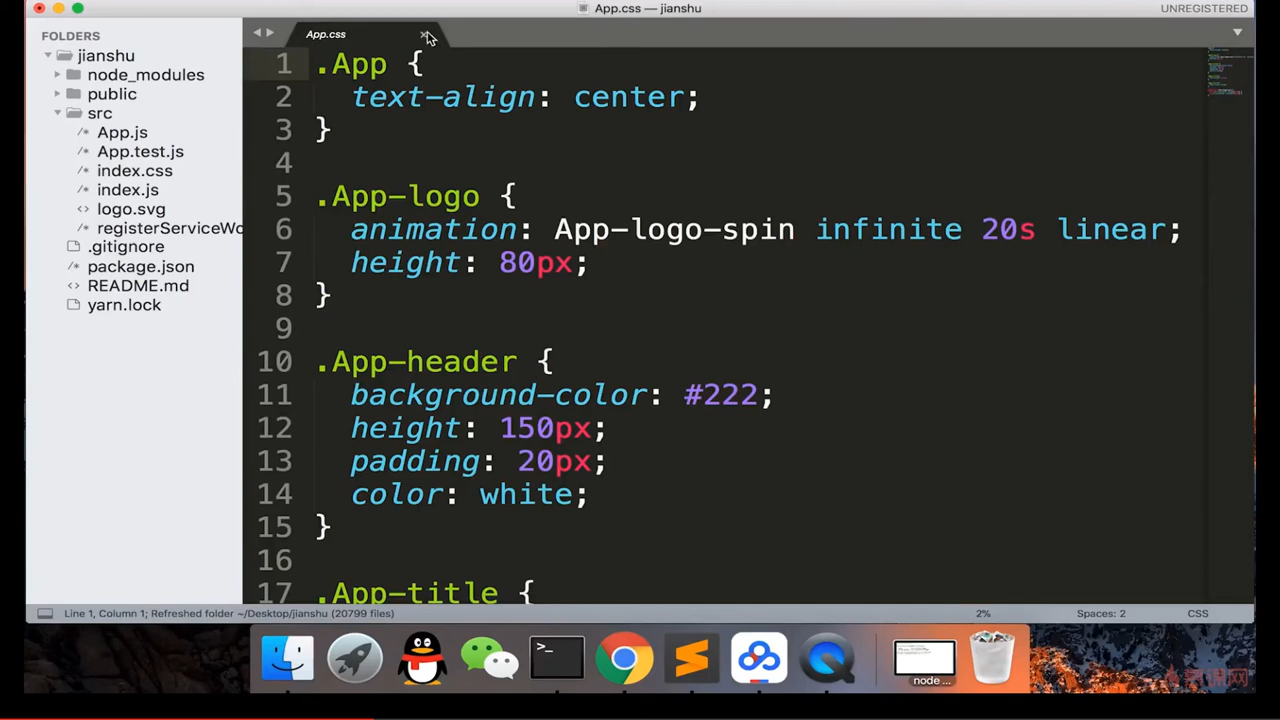 App.css — jianshu
UNREGISTERED
FOLDERS
jianshu
node_modules
public
src
App.js
App.test.js
index.css
index.js
logo.svg
registerServiceWo
.gitignore
package.json
README.md
yarn.lock
App.css
1 .App {
2 text-align: center;
3 }
4
5 .App-logo {
6 animation: App-logo-spin infinite 20s linear;
7 height: 80px;
8 }
9
10 .App-header {
11 background-color: #222;
12 height: 150px;
13 padding: 20px;
14 color: white;
15 }
16
17 .App-title {
Line 1, Column 1; Refreshed folder ~/Desktop/jianshu (20799 files)
2%
Spaces: 2
CSS
>_
node ...
慕课网